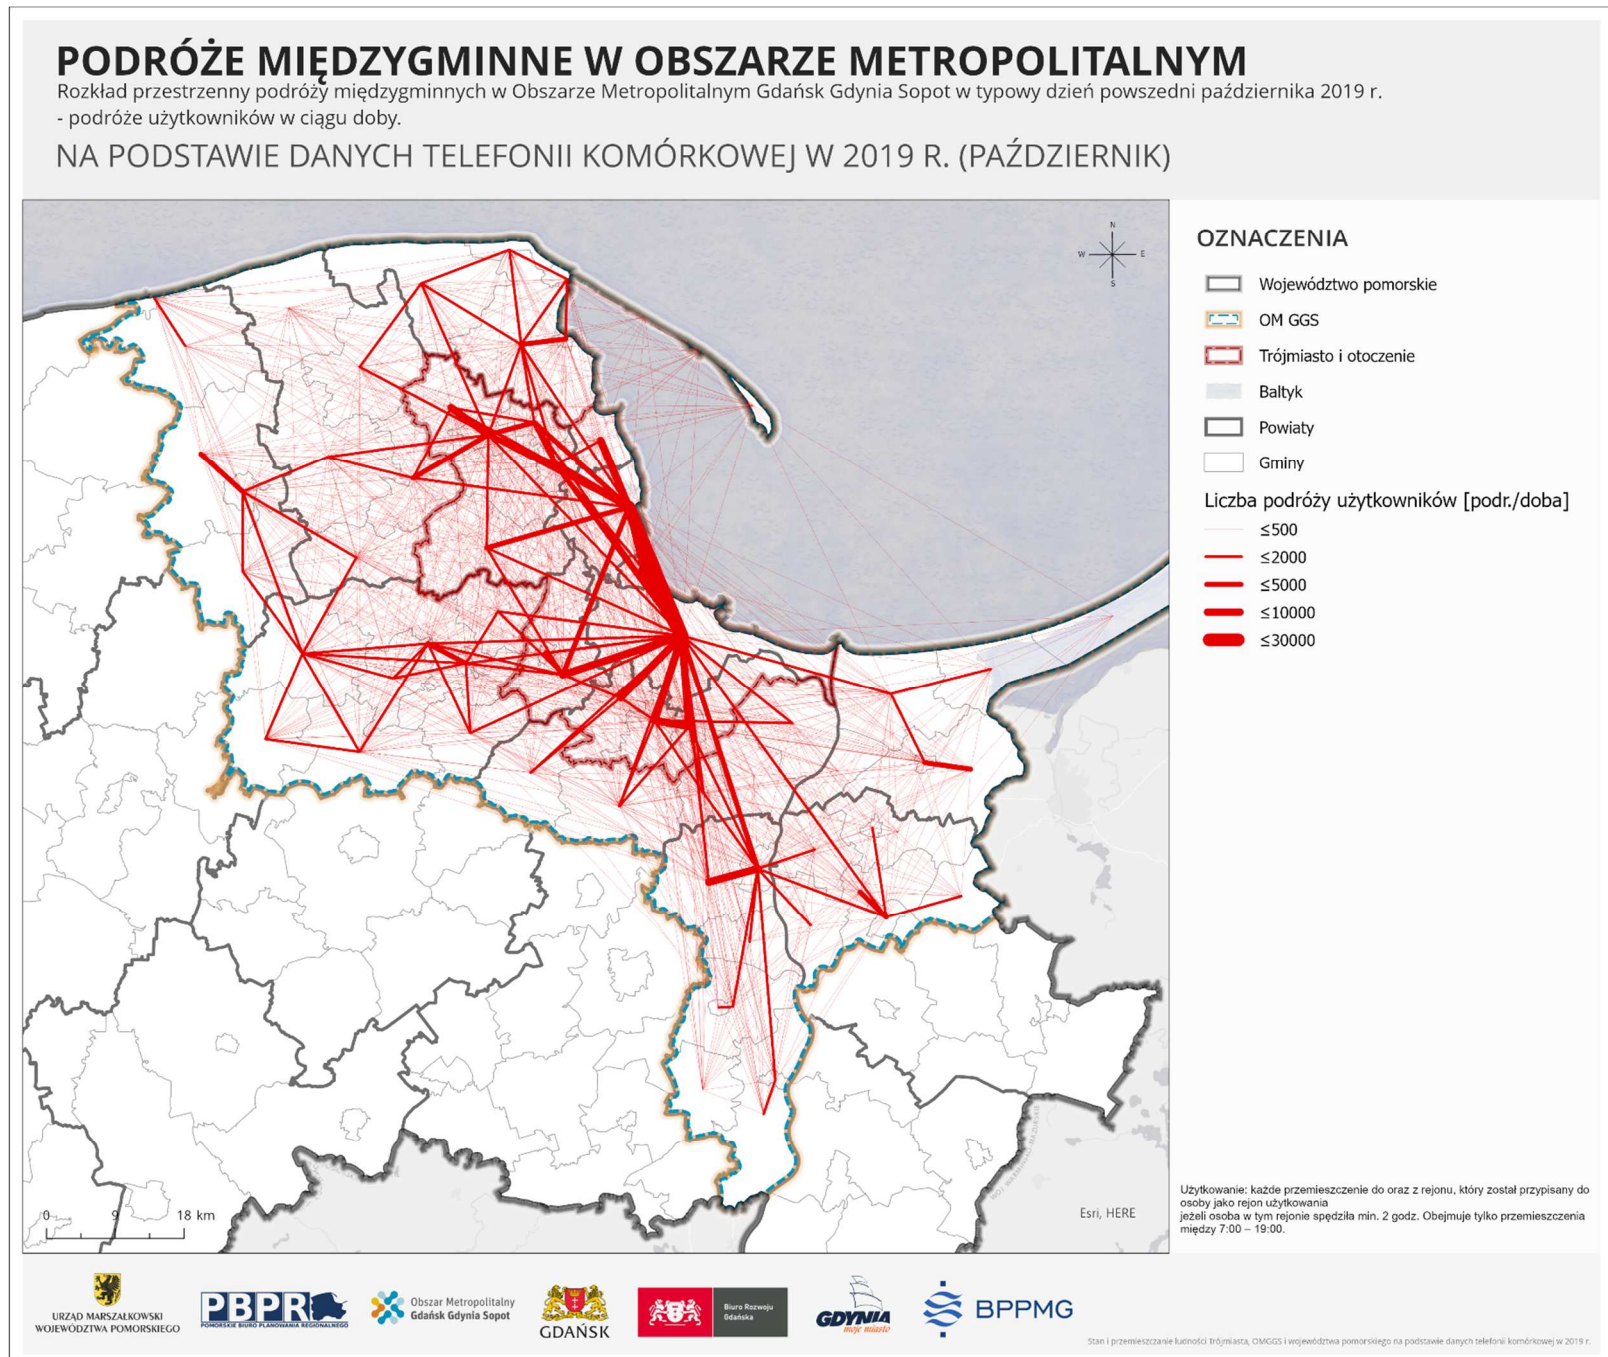 PODRÓŻE MIĘDZYGMINNE W OBSZARZE METROPOLITALNYM
Rozkład przestrzenny podróży międzygminnych w Obszarze Metropolitalnym Gdańsk Gdynia Sopot w typowy dzień powszedni października 2019 r.
- podróże użytkowników w ciągu doby.
NA PODSTAWIE DANYCH TELEFONII KOMÓRKOWEJ W 2019 R. (PAŹDZIERNIK)
N
W E
S
OZNACZENIA
Województwo pomorskie
OM GGS
Trójmiasto i otoczenie
Bałtyk
Powiaty
Gminy
Liczba podróży użytkowników [podr./doba]
≤500
≤2000
≤5000
≤10000
≤30000
0 9 18 km
Esri, HERE
Użytkowanie: każde przemieszczenie do oraz z rejonu, który został przypisany do
osoby jako rejon użytkowania
jeżeli osoba w tym rejonie spędziła min. 2 godz. Obejmuje tylko przemieszczenia
między 7:00 – 19:00.
URZĄD MARSZAŁKOWSKI
WOJEWÓDZTWA POMORSKIEGO
PBPR
POMORSKIE BIURO PLANOWANIA REGIONALNEGO
Obszar Metropolitalny
Gdańsk Gdynia Sopot
GDAŃSK
Biuro Rozwoju
Gdańska
GDYNIA
moje miasto
BPPMG
Stan i przemieszczanie ludności Trójmiasta, OMGGS i województwa pomorskiego na podstawie danych telefonii komórkowej w 2019 r.